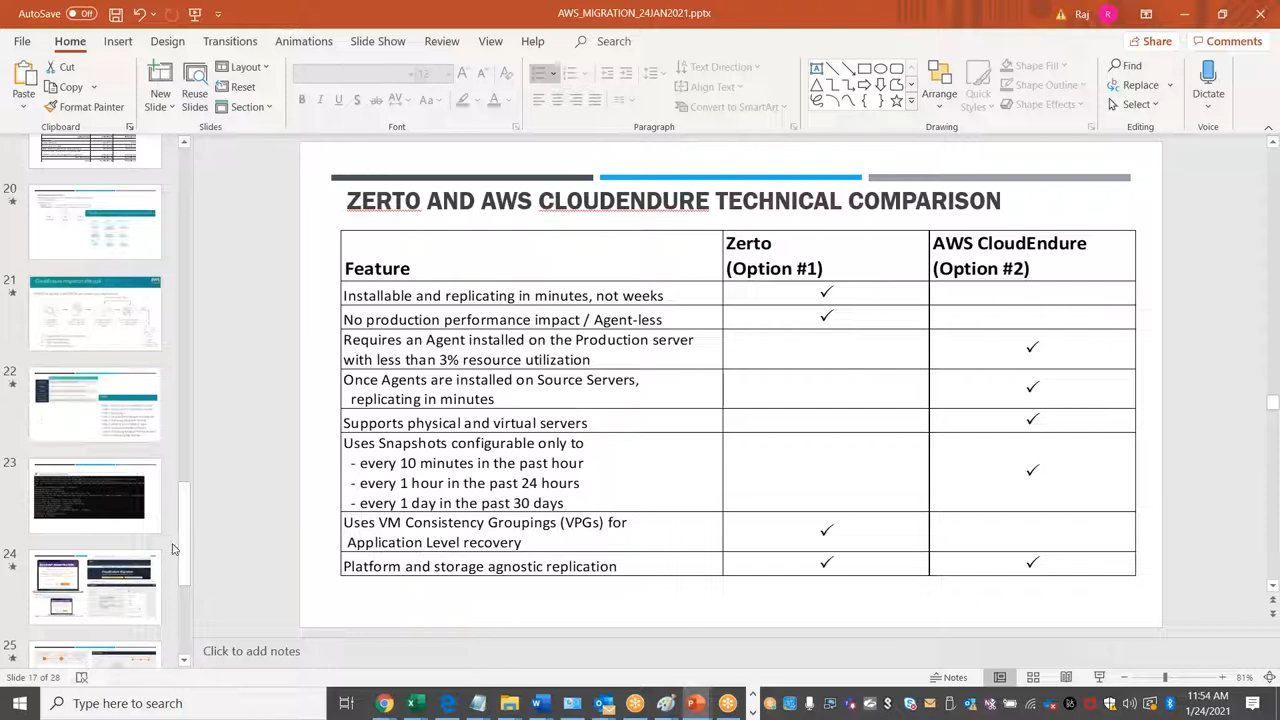 AutoSave Off
AWS_MIGRATION_24JAN2021.pptx
Raj R
File Home Insert Design Transitions Animations Slide Show Review View Help Search
Share Comments
Paste
Cut
Copy
Format Painter
New Slide
Reuse Slides
Layout
Reset
Section
Text Direction
Align Text
Convert to SmartArt
Arrange
Quick Styles
Shape Fill
Shape Outline
Shape Effects
Find
Replace
Select
Dictate
Clipboard Slides Font Paragraph Drawing Editing Voice
20
21
22
23
24
25
ZERTO AND AWS CLOUDENDURE TECHNICAL COMPARISON
Feature
Zerto
(Option #1)
AWS CloudEndure
(Option #2)
Installable and replicating in minutes, not weeks ✓
No production performance impact / Agent-less ✓
Requires an Agent installed on the Production server
with less than 3% resource utilization ✓
Once Agents are installed on Source Servers,
replicating in minutes ✓
Supports physical and virtual servers ✓
Uses Snapshots configurable only to
- every 10 minutes in the past hour
- every 1 hour in the past 24 hours ✓
- every 1 day in the past 30 days
Uses VM Consistency Groupings (VPGs) for
Application Level recovery ✓
Platform and storage agnostic replication ✓ ✓
Click to add notes
Slide 17 of 28
Notes
81%
Type here to search
11:54 AM
1/24/2021